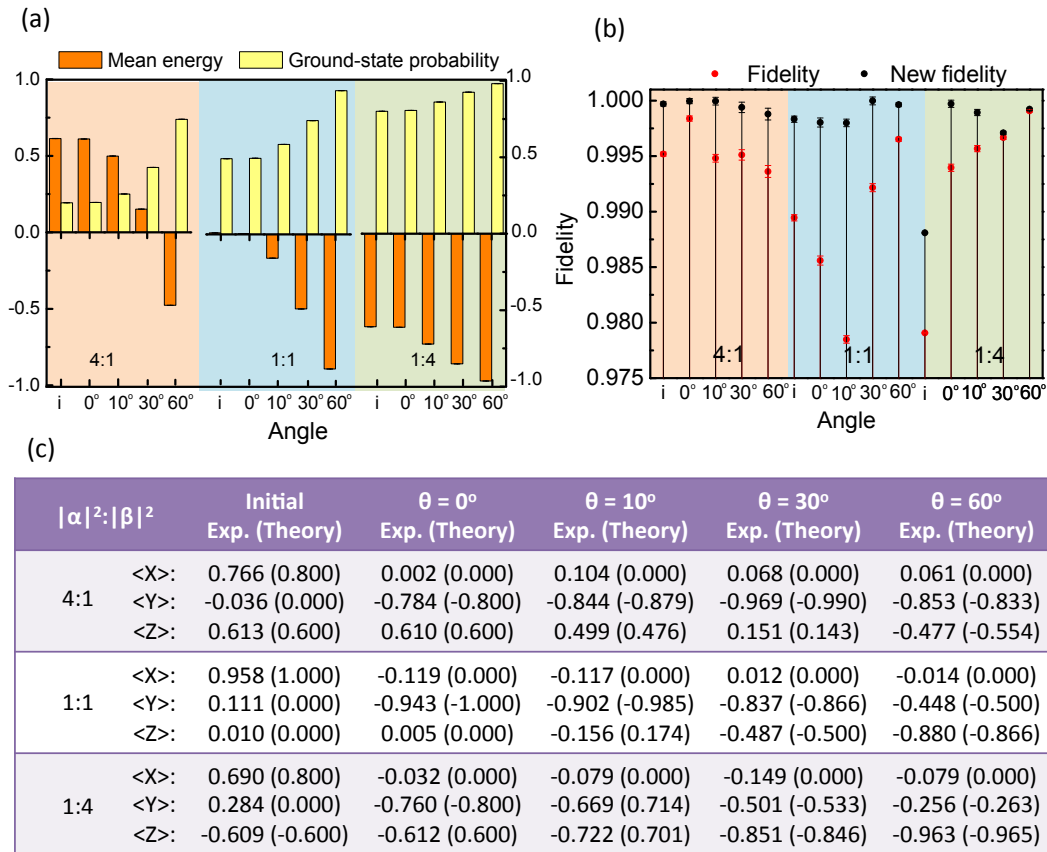 (a)
Mean energy Ground-state probability
1.0 1.0
0.5 0.5
0.0 0.0
-0.5 -0.5
-1.0 -1.0
4:1 1:1 1:4
i 0° 10° 30° 60° i 0° 10° 30° 60° i 0° 10° 30° 60°
Angle
(b)
Fidelity New fidelity
Fidelity
1.000
0.995
0.990
0.985
0.980
0.975
4:1 1:1 1:4
i 0° 10° 30° 60° i 0° 10° 30° 60° i 0° 10° 30° 60°
Angle
(c)
|α|²:|β|² Initial θ = 0° θ = 10° θ = 30° θ = 60°
Exp. (Theory) Exp. (Theory) Exp. (Theory) Exp. (Theory) Exp. (Theory)
<X>: 0.766 (0.800) 0.002 (0.000) 0.104 (0.000) 0.068 (0.000) 0.061 (0.000)
4:1 <Y>: -0.036 (0.000) -0.784 (-0.800) -0.844 (-0.879) -0.969 (-0.990) -0.853 (-0.833)
<Z>: 0.613 (0.600) 0.610 (0.600) 0.499 (0.476) 0.151 (0.143) -0.477 (-0.554)
<X>: 0.958 (1.000) -0.119 (0.000) -0.117 (0.000) 0.012 (0.000) -0.014 (0.000)
1:1 <Y>: 0.111 (0.000) -0.943 (-1.000) -0.902 (-0.985) -0.837 (-0.866) -0.448 (-0.500)
<Z>: 0.010 (0.000) 0.005 (0.000) -0.156 (0.174) -0.487 (-0.500) -0.880 (-0.866)
<X>: 0.690 (0.800) -0.032 (0.000) -0.079 (0.000) -0.149 (0.000) -0.079 (0.000)
1:4 <Y>: 0.284 (0.000) -0.760 (-0.800) -0.669 (0.714) -0.501 (-0.533) -0.256 (-0.263)
<Z>: -0.609 (-0.600) -0.612 (0.600) -0.722 (0.701) -0.851 (-0.846) -0.963 (-0.965)